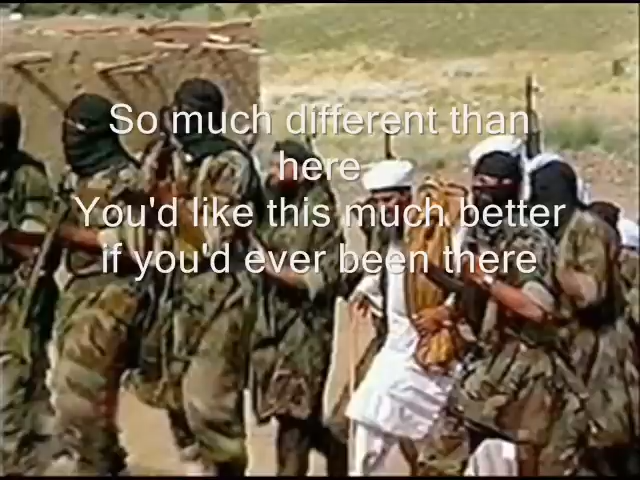 So much different than
here
You'd like this much better
if you'd ever been there